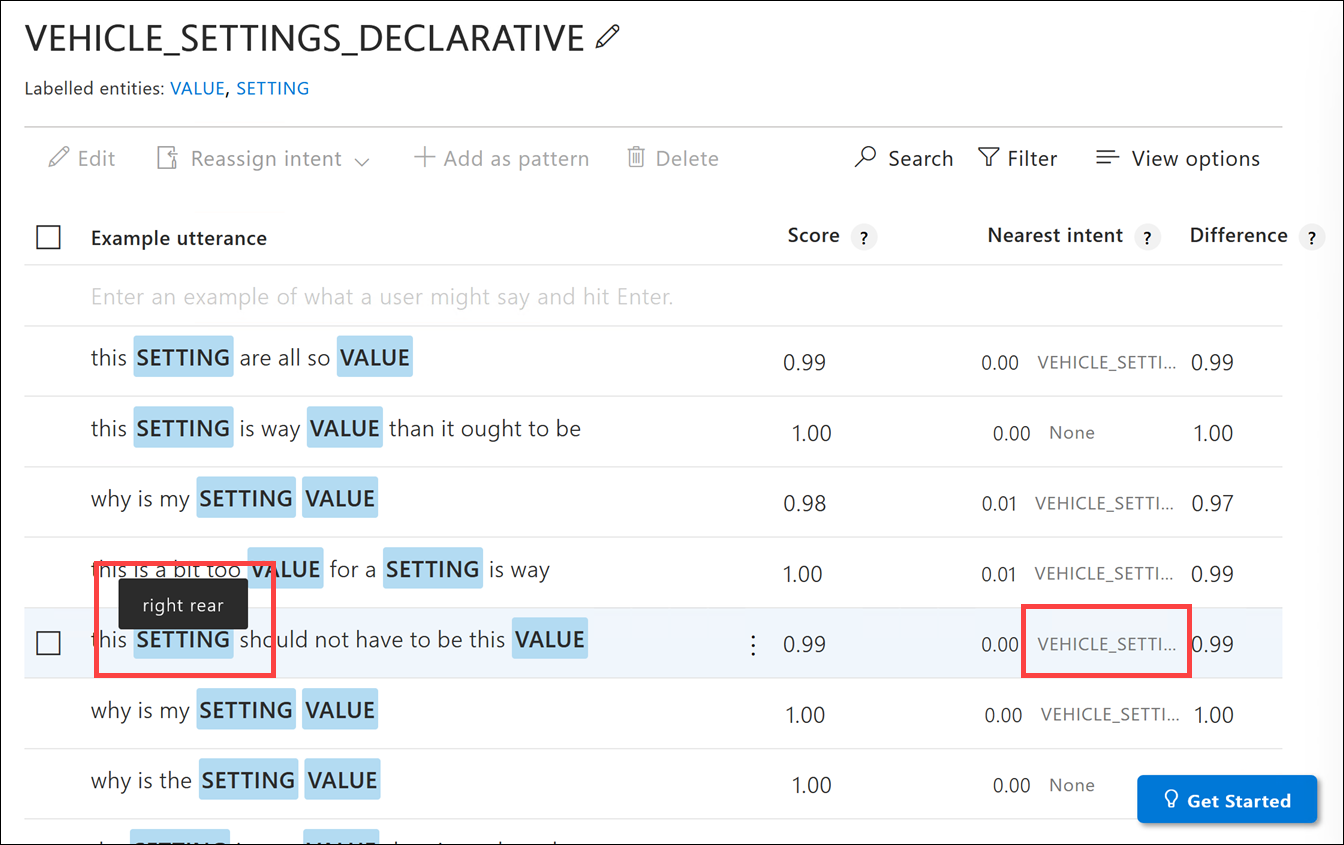 VEHICLE_SETTINGS_DECLARATIVE
Labelled entities: VALUE, SETTING
Edit Reassign intent Add as pattern Delete Search Filter View options
Example utterance Score ? Nearest intent ? Difference ?
Enter an example of what a user might say and hit Enter.
this SETTING are all so VALUE 0.99 0.00 VEHICLE_SETTI... 0.99
this SETTING is way VALUE than it ought to be 1.00 0.00 None 1.00
why is my SETTING VALUE 0.98 0.01 VEHICLE_SETTI... 0.97
this is a bit too VALUE for a SETTING is way 1.00 0.01 VEHICLE_SETTI... 0.99
right rear
this SETTING should not have to be this VALUE 0.99 0.00 VEHICLE_SETTI... 0.99
why is my SETTING VALUE 1.00 0.00 VEHICLE_SETTI... 1.00
why is the SETTING VALUE 1.00 0.00 None
Get Started
SETTING VALUE